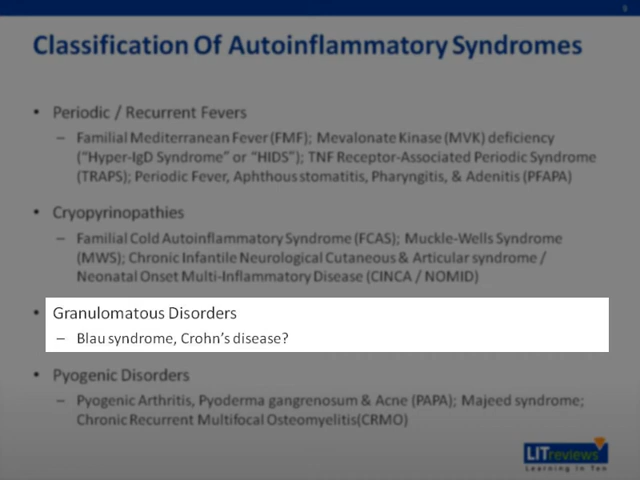 9
Classification Of Autoinflammatory Syndromes
• Periodic / Recurrent Fevers
– Familial Mediterranean Fever (FMF); Mevalonate Kinase (MVK) deficiency
("Hyper-IgD Syndrome" or "HIDS"); TNF Receptor-Associated Periodic Syndrome
(TRAPS); Periodic Fever, Aphthous stomatitis, Pharyngitis, & Adenitis (PFAPA)
• Cryopyrinopathies
– Familial Cold Autoinflammatory Syndrome (FCAS); Muckle-Wells Syndrome
(MWS); Chronic Infantile Neurological Cutaneous & Articular syndrome /
Neonatal Onset Multi-Inflammatory Disease (CINCA / NOMID)
• Granulomatous Disorders
– Blau syndrome, Crohn's disease?
• Pyogenic Disorders
– Pyogenic Arthritis, Pyoderma gangrenosum & Acne (PAPA); Majeed syndrome;
Chronic Recurrent Multifocal Osteomyelitis(CRMO)
LITreviews
Learning In Ten